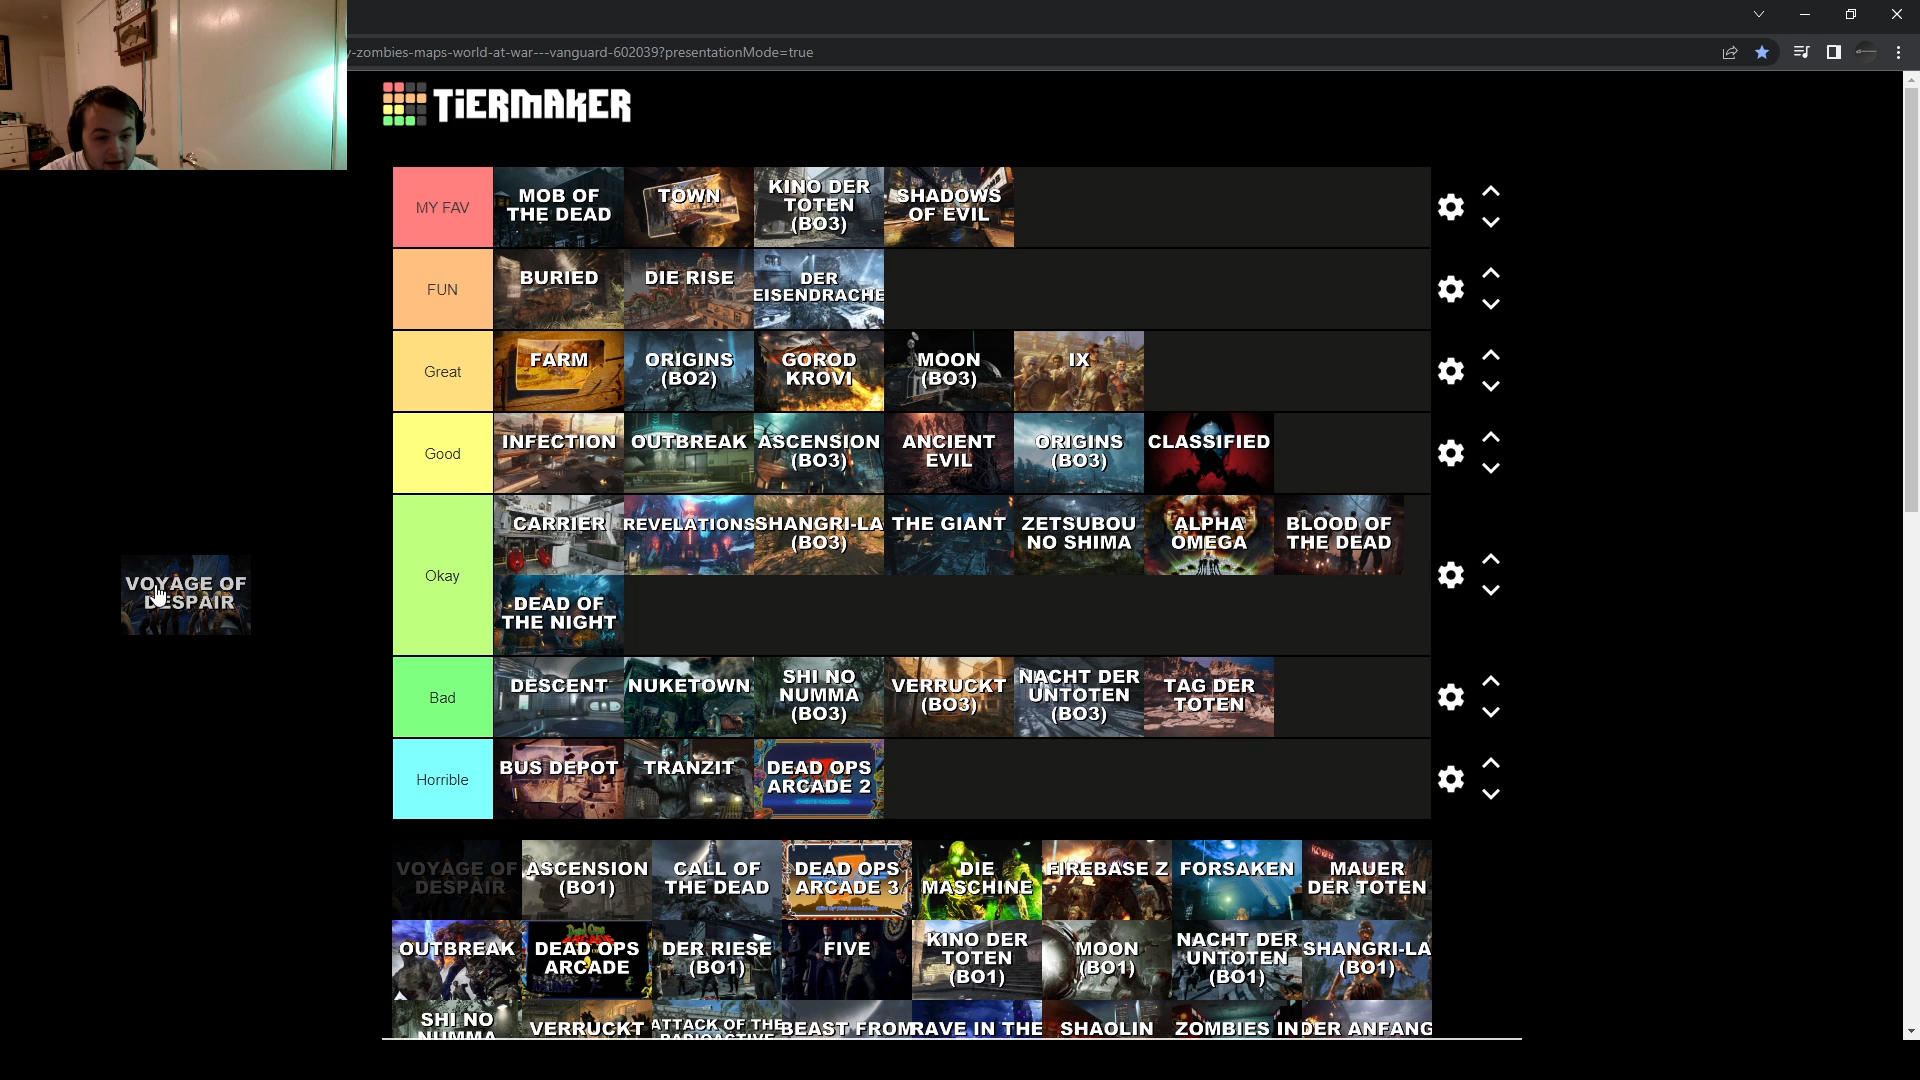 y-zombies-maps-world-at-war---vanguard-602039?presentationMode=true
TiERMAKER
MY FAV
MOB OF
THE DEAD
TOWN
KINO DER
TOTEN
(BO3)
SHADOWS
OF EVIL
FUN
BURIED
DIE RISE
DER
EISENDRACHE
Great
FARM
ORIGINS
(BO2)
GOROD
KROVI
MOON
(BO3)
IX
Good
INFECTION
OUTBREAK
ASCENSION
(BO3)
ANCIENT
EVIL
ORIGINS
(BO3)
CLASSIFIED
Okay
CARRIER
REVELATIONS
SHANGRI-LA
(BO3)
THE GIANT
ZETSUBOU
NO SHIMA
ALPHA
OMEGA
BLOOD OF
THE DEAD
DEAD OF
THE NIGHT
VOYAGE OF
DESPAIR
Bad
DESCENT
NUKETOWN
SHI NO
NUMMA
(BO3)
VERRUCKT
(BO3)
NACHT DER
UNTOTEN
(BO3)
TAG DER
TOTEN
Horrible
BUS DEPOT
TRANZIT
DEAD OPS
ARCADE 2
VOYAGE OF
DESPAIR
ASCENSION
(BO1)
CALL OF
THE DEAD
DEAD OPS
ARCADE 3
DIE
MASCHINE
FIREBASE Z
FORSAKEN
MAUER
DER TOTEN
OUTBREAK
DEAD OPS
ARCADE
DER RIESE
(BO1)
FIVE
KINO DER
TOTEN
(BO1)
MOON
(BO1)
NACHT DER
UNTOTEN
(BO1)
SHANGRI-LA
(BO1)
SHI NO
NUMMA
VERRUCKT
ATTACK OF THE
RADIOACTIVE
BEAST FROM
RAVE IN THE
SHAOLIN
ZOMBIES IN
DER ANFANG